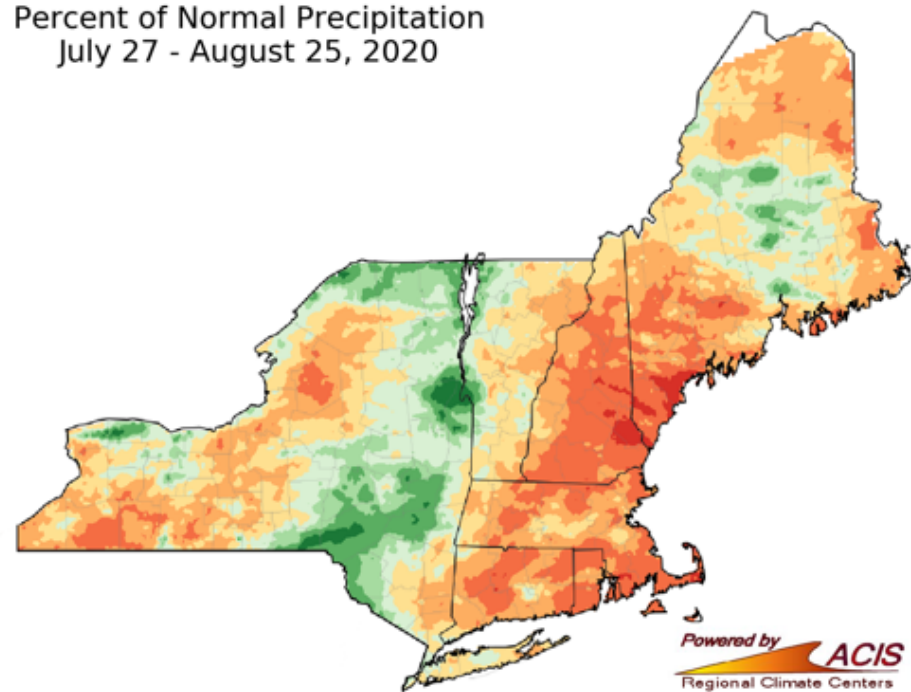 Percent of Normal Precipitation
July 27 - August 25, 2020
Powered by
ACIS
Regional Climate Centers